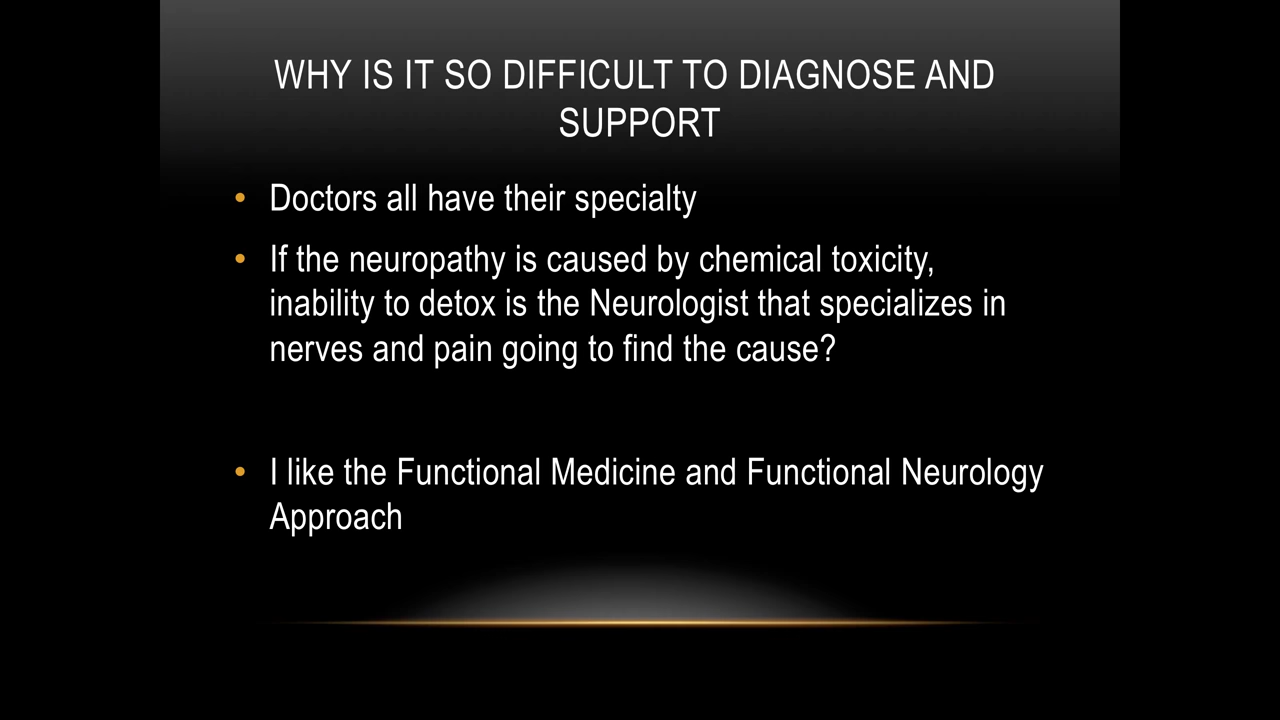 WHY IS IT SO DIFFICULT TO DIAGNOSE AND
SUPPORT
• Doctors all have their specialty
• If the neuropathy is caused by chemical toxicity,
inability to detox is the Neurologist that specializes in
nerves and pain going to find the cause?
• I like the Functional Medicine and Functional Neurology
Approach